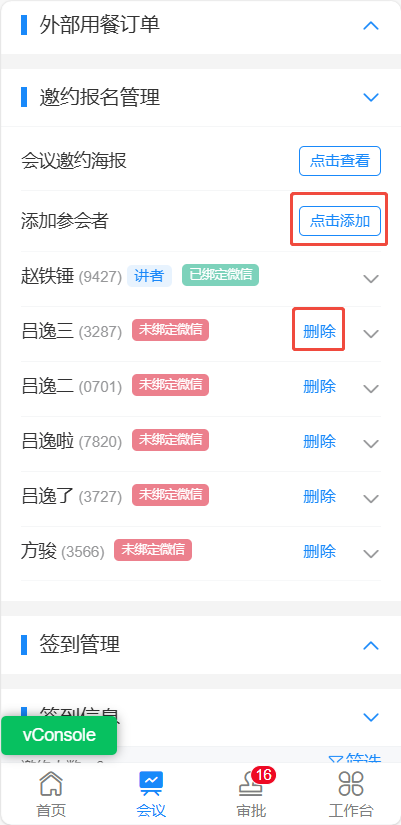 外部用餐订单
邀约报名管理
会议邀约海报 点击查看
添加参会者 点击添加
赵铁锤 (9427) 讲者 已绑定微信
吕逸三 (3287) 未绑定微信 删除
吕逸二 (0701) 未绑定微信 删除
吕逸啦 (7820) 未绑定微信 删除
吕逸了 (3727) 未绑定微信 删除
方骏 (3566) 未绑定微信 删除
签到管理
签到信息
vConsole
筛选
16
首页 会议 审批 工作台